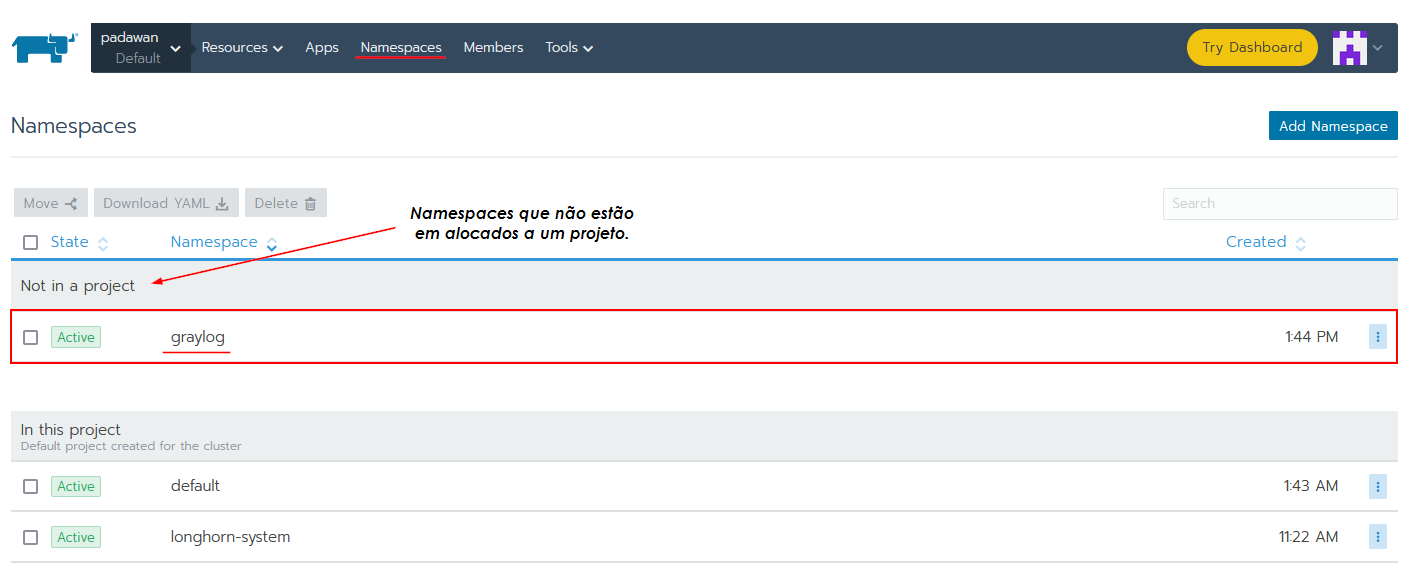 padawan
Default
Resources Apps Namespaces Members Tools
Try Dashboard
Namespaces
Add Namespace
Move Download YAML Delete
Search
Namespaces que não estão
em alocados a um projeto.
State Namespace Created
Not in a project
Active graylog 1:44 PM
In this project
Default project created for the cluster
Active default 1:43 AM
Active longhorn-system 11:22 AM